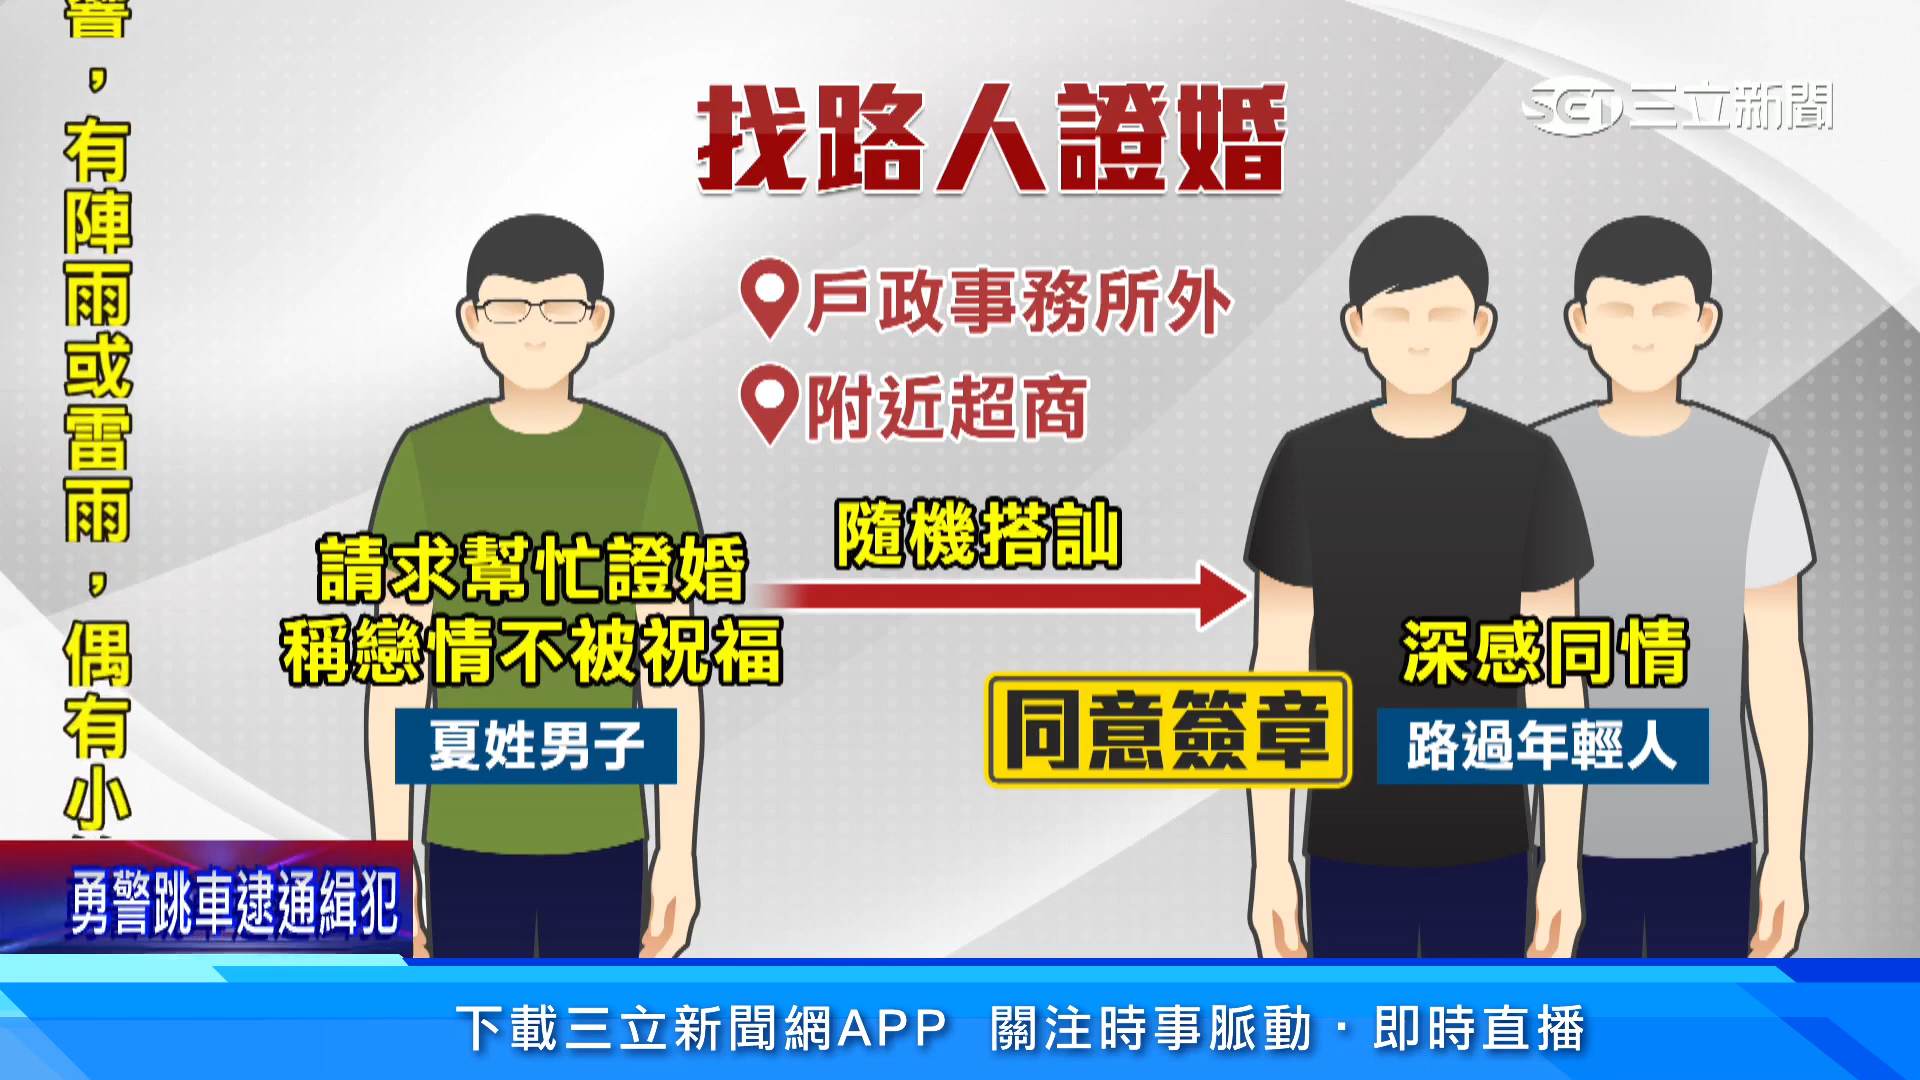 響，有陣雨或雷雨，偶有小
找路人證婚
SET三立新聞
戶政事務所外
附近超商
隨機搭訕
請求幫忙證婚
稱戀情不被祝福
夏姓男子
深感同情
同意簽章
路過年輕人
勇警跳車逮通緝犯
下載三立新聞網APP 關注時事脈動·即時直播